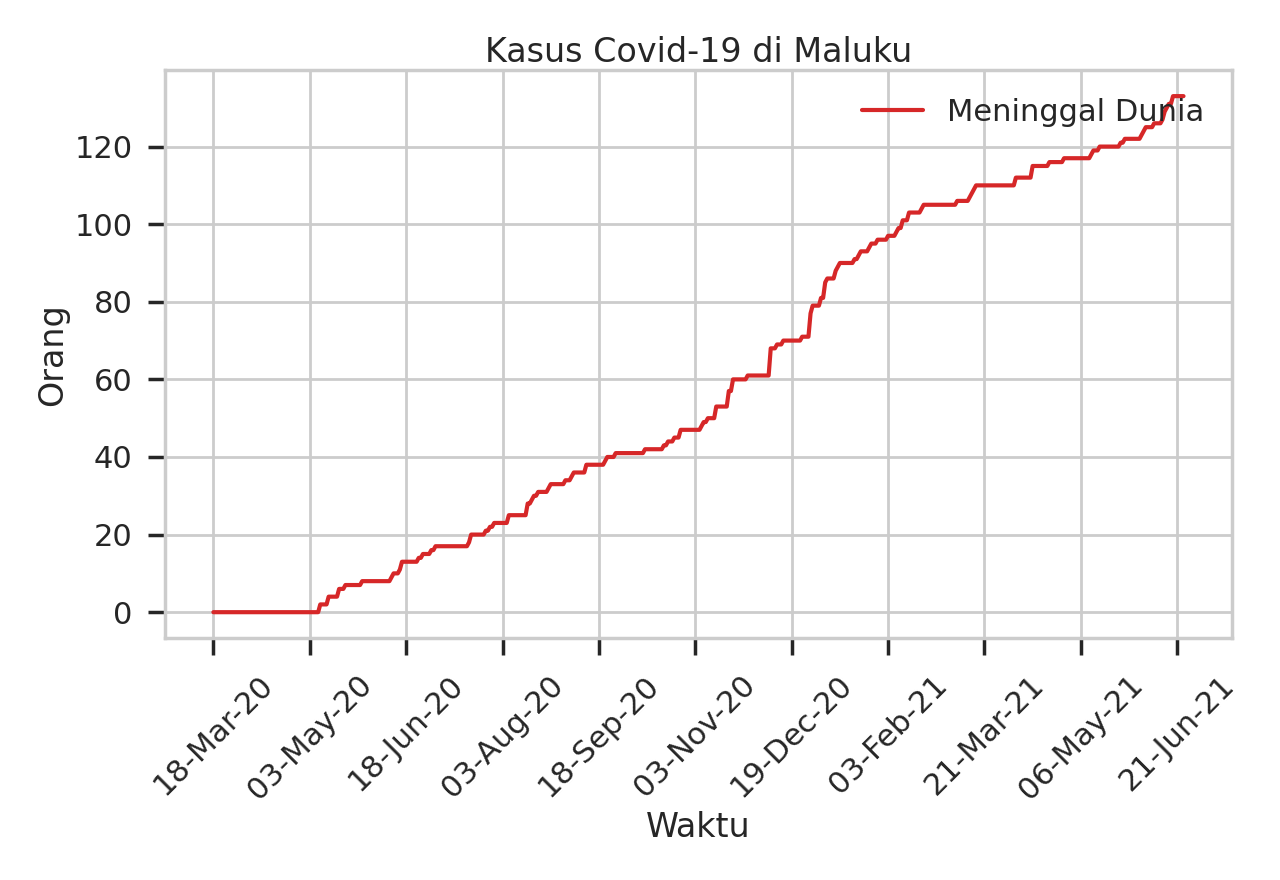 Kasus Covid-19 di Maluku
Meninggal Dunia
Orang
120
100
80
60
40
20
0
18-Mar-20
03-May-20
18-Jun-20
03-Aug-20
18-Sep-20
03-Nov-20
19-Dec-20
03-Feb-21
21-Mar-21
06-May-21
21-Jun-21
Waktu